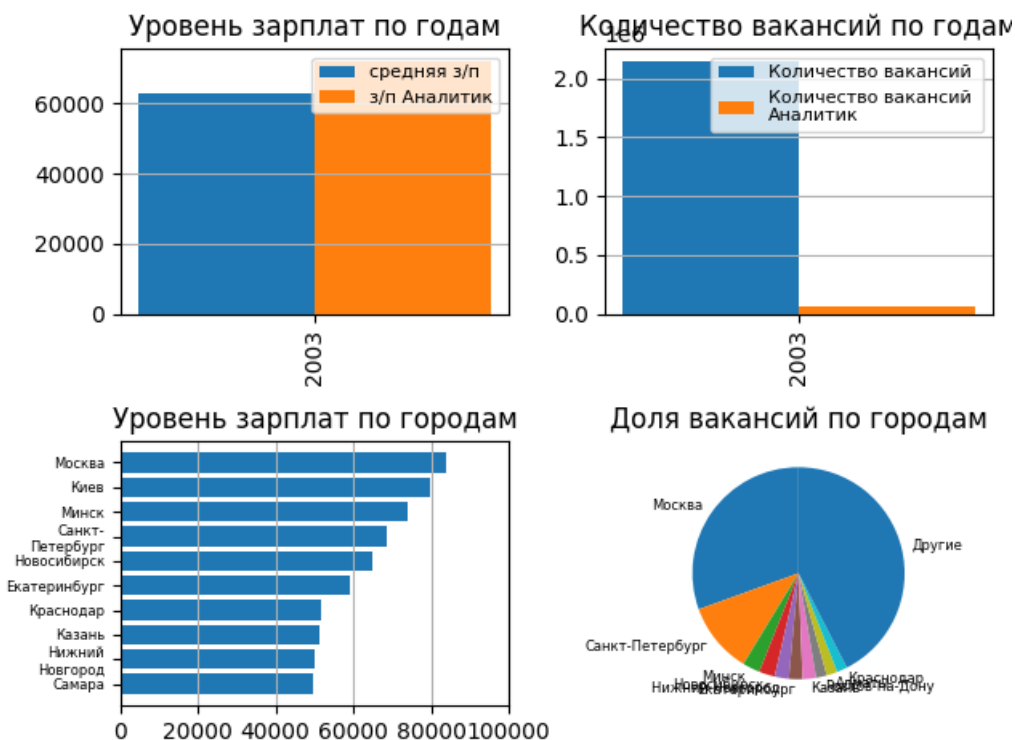 Уровень зарплат по годам
60000
40000
20000
0
средняя з/п
з/п Аналитик
2003
Количество вакансий по годам
1e6
2.0
1.5
1.0
0.5
0.0
Количество вакансий
Количество вакансий
Аналитик
2003
Уровень зарплат по городам
Москва
Киев
Минск
Санкт-
Петербург
Новосибирск
Екатеринбург
Краснодар
Казань
Нижний
Новгород
Самара
0
20000
40000
60000
80000
100000
Доля вакансий по городам
Москва
Другие
Санкт-Петербург
Минск
Краснодар
Екатеринбург
Казань